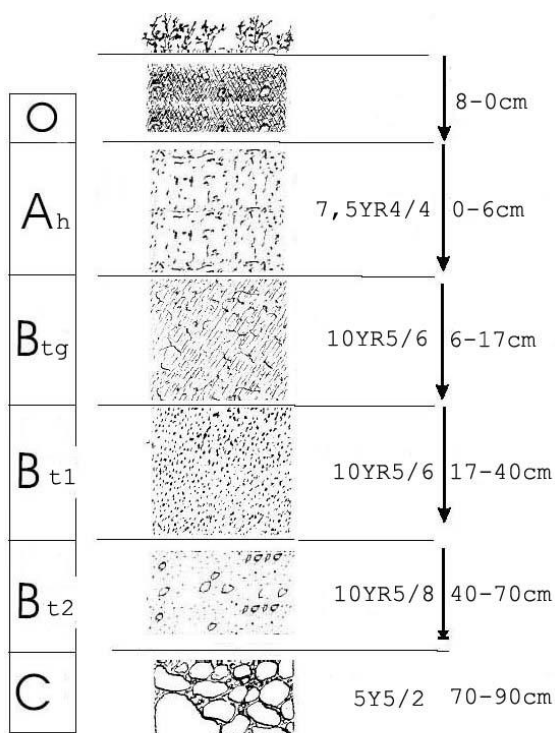 O 8-0cm
Ah 7,5YR4/4 0-6cm
Btg 10YR5/6 6-17cm
Bt1 10YR5/6 17-40cm
Bt2 10YR5/8 40-70cm
C 5Y5/2 70-90cm